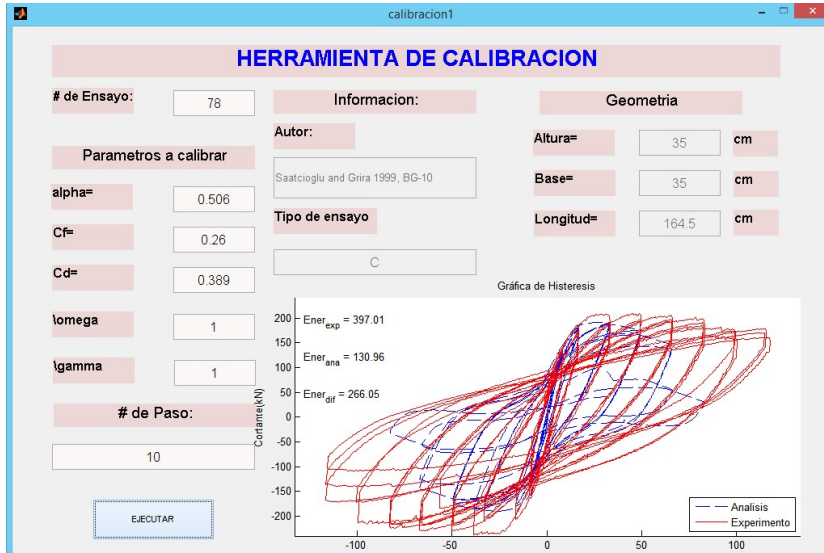 calibracion1
HERRAMIENTA DE CALIBRACION
# de Ensayo:
78
Parametros a calibrar
alpha=
0.506
Cf=
0.26
Cd=
0.389
\omega
1
\gamma
1
# de Paso:
10
EJECUTAR
Informacion:
Autor:
Saatcioglu and Grira 1999, BG-10
Tipo de ensayo
C
Geometria
Altura=
35
cm
Base=
35
cm
Longitud=
164.5
cm
Gráfica de Histeresis
Ener_exp = 397.01
Ener_ana = 130.96
Ener_dif = 266.05
Cortante(kN)
200
150
100
50
0
-50
-100
-150
-200
-100
-50
0
50
100
Analisis
Experimento